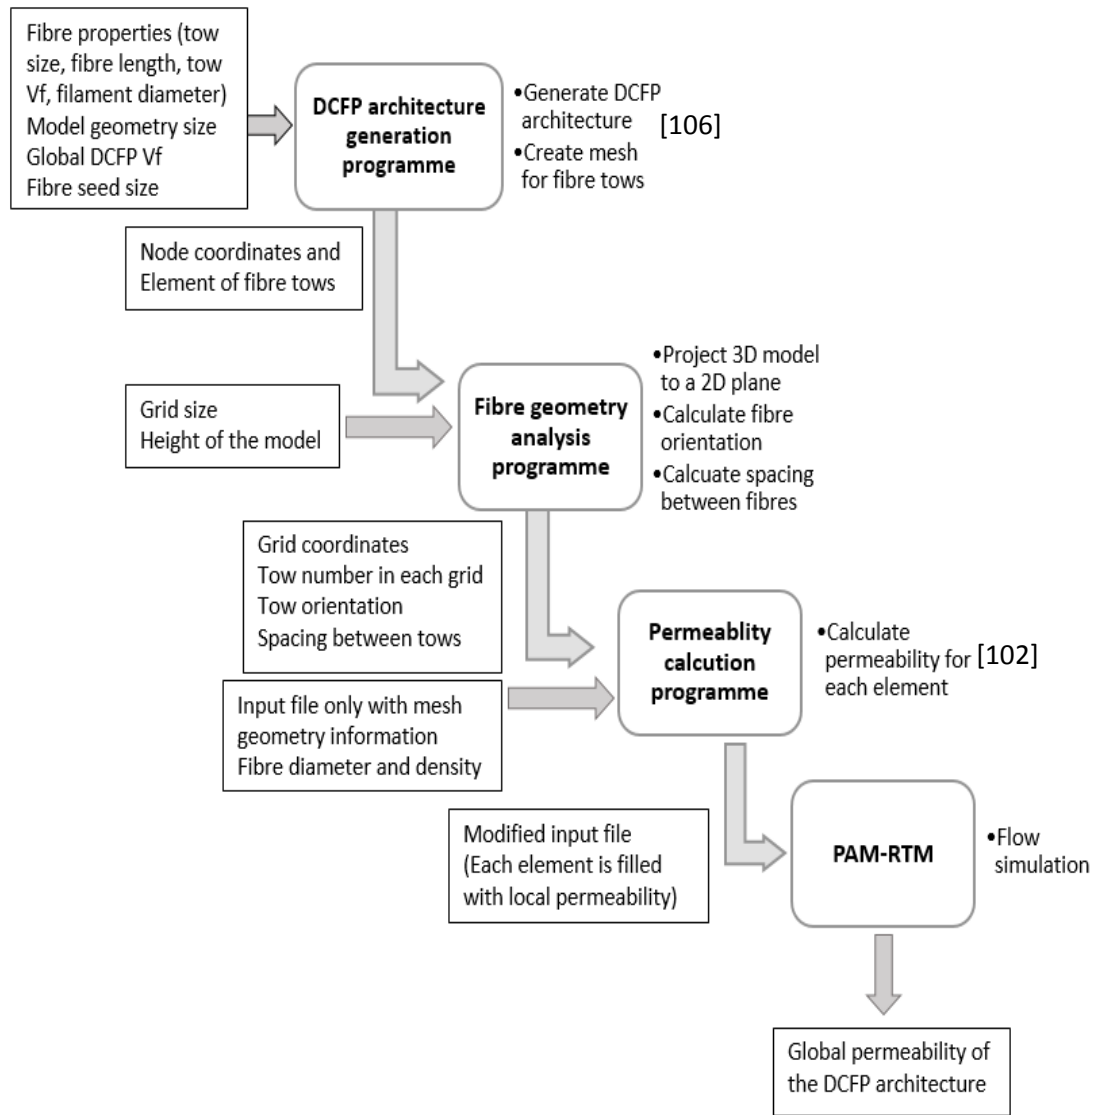 Fibre properties (tow
size, fibre length, tow
Vf, filament diameter)
Model geometry size
Global DCFP Vf
Fibre seed size
DCFP architecture
generation
programme
•Generate DCFP
architecture [106]
•Create mesh
for fibre tows
Node coordinates and
Element of fibre tows
Grid size
Height of the model
Fibre geometry
analysis
programme
•Project 3D model
to a 2D plane
•Calculate fibre
orientation
•Calcuate spacing
between fibres
Grid coordinates
Tow number in each grid
Tow orientation
Spacing between tows
Input file only with mesh
geometry information
Fibre diameter and density
Permeablity
calcution
programme
•Calculate
permeability for [102]
each element
Modified input file
(Each element is filled
with local permeability)
PAM-RTM
•Flow
simulation
Global permeability of
the DCFP architecture